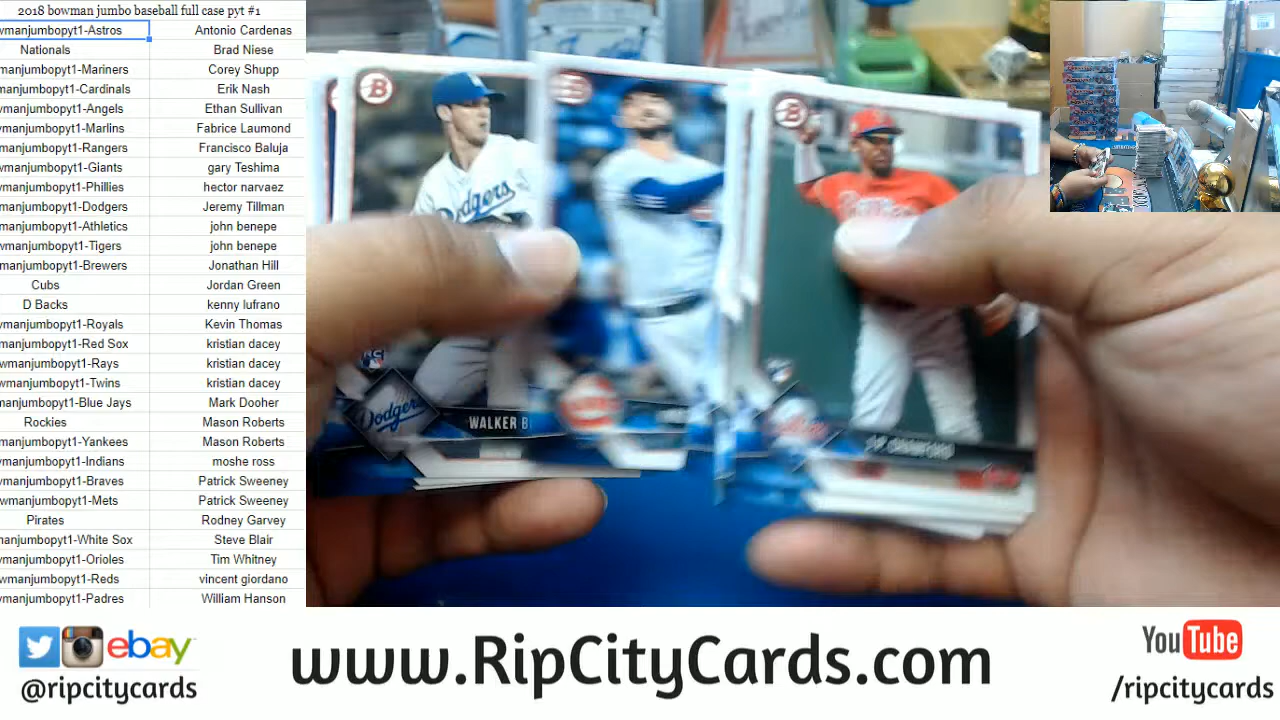 2018 bowman jumbo baseball full case pyt #1
wmanjumbopyt1-Astros Antonio Cardenas
Nationals Brad Niese
manjumbopyt1-Mariners Corey Shupp
manjumbopyt1-Cardinals Erik Nash
wmanjumbopyt1-Angels Ethan Sullivan
wmanjumbopyt1-Marlins Fabrice Laumond
manjumbopyt1-Rangers Francisco Baluja
manjumbopyt1-Giants gary Teshima
manjumbopyt1-Phillies hector narvaez
manjumbopyt1-Dodgers Jeremy Tillman
manjumbopyt1-Athletics john benepe
wmanjumbopyt1-Tigers john benepe
manjumbopyt1-Brewers Jonathan Hill
Cubs Jordan Green
D Backs kenny lufrano
vmanjumbopyt1-Royals Kevin Thomas
manjumbopyt1-Red Sox kristian dacey
wmanjumbopyt1-Rays kristian dacey
wmanjumbopyt1-Twins kristian dacey
manjumbopyt1-Blue Jays Mark Dooher
Rockies Mason Roberts
manjumbopyt1-Yankees Mason Roberts
wmanjumbopyt1-Indians moshe ross
vmanjumbopyt1-Braves Patrick Sweeney
wmanjumbopyt1-Mets Patrick Sweeney
Pirates Rodney Garvey
manjumbopyt1-White Sox Steve Blair
manjumbopyt1-Orioles Tim Whitney
wmanjumbopyt1-Reds vincent giordano
vmanjumbopyt1-Padres William Hanson
B
Dodgers
RC
Dodgers
WALKER B
J.P. CRAWFORD
ebay
@ripcitycards
www.RipCityCards.com
YouTube
/ripcitycards